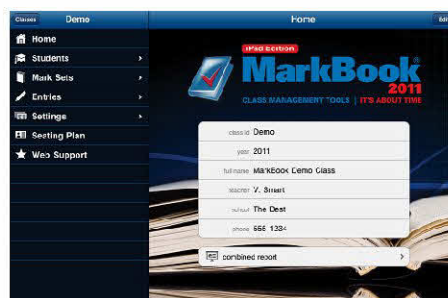 Classes Demo Home Edit
Home
Students
Mark Sets
Entries
Settings
Seating Plan
Web Support
iPad Edition
MarkBook®
2011
CLASS MANAGEMENT TOOLS | IT'S ABOUT TIME
class id Demo
year 2011
full name MarkBook Demo Class
teacher V. Smart
school The Best
phone 555-1234
combined report